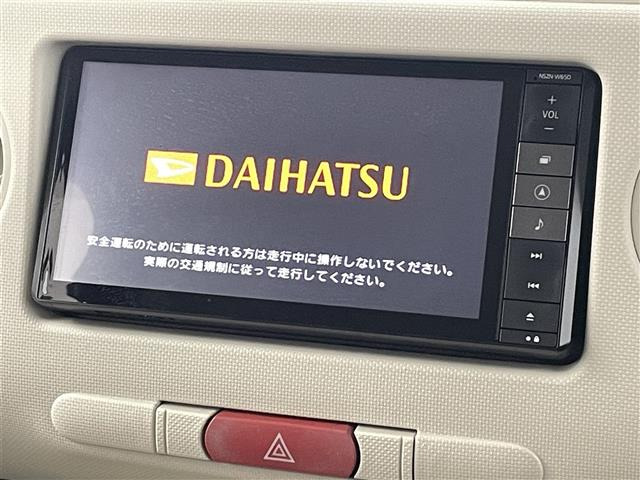 NSZN-W65D
+
VOL
−
DAIHATSU
安全運転のために運転される方は走行中に操作しないでください。
実際の交通規制に従って走行してください。